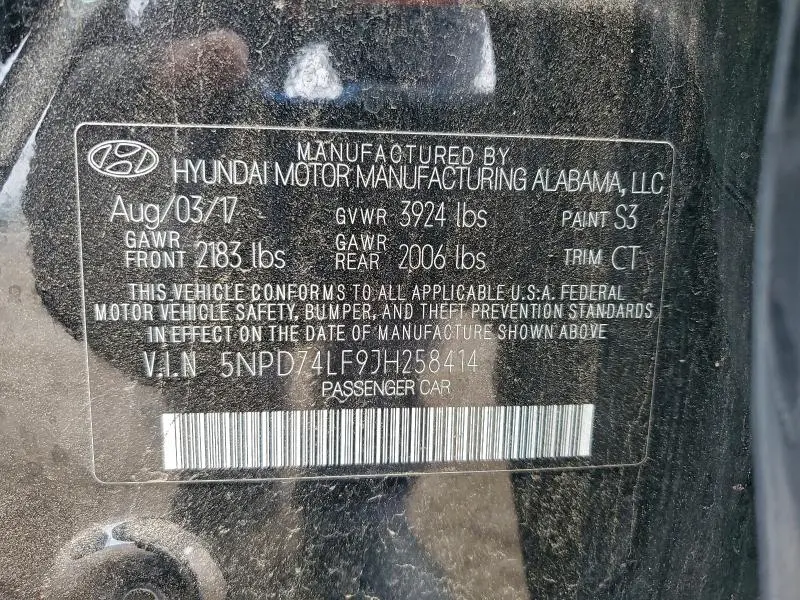 MANUFACTURED BY
HYUNDAI MOTOR MANUFACTURING ALABAMA, LLC
Aug/03/17 GVWR 3924 lbs PAINT S3
GAWR FRONT 2183 lbs GAWR REAR 2006 lbs TRIM CT
THIS VEHICLE CONFORMS TO ALL APPLICABLE U.S.A. FEDERAL
MOTOR VEHICLE SAFETY, BUMPER, AND THEFT PREVENTION STANDARDS
IN EFFECT ON THE DATE OF MANUFACTURE SHOWN ABOVE
V.I.N 5NPD74LF9JH258414
PASSENGER CAR